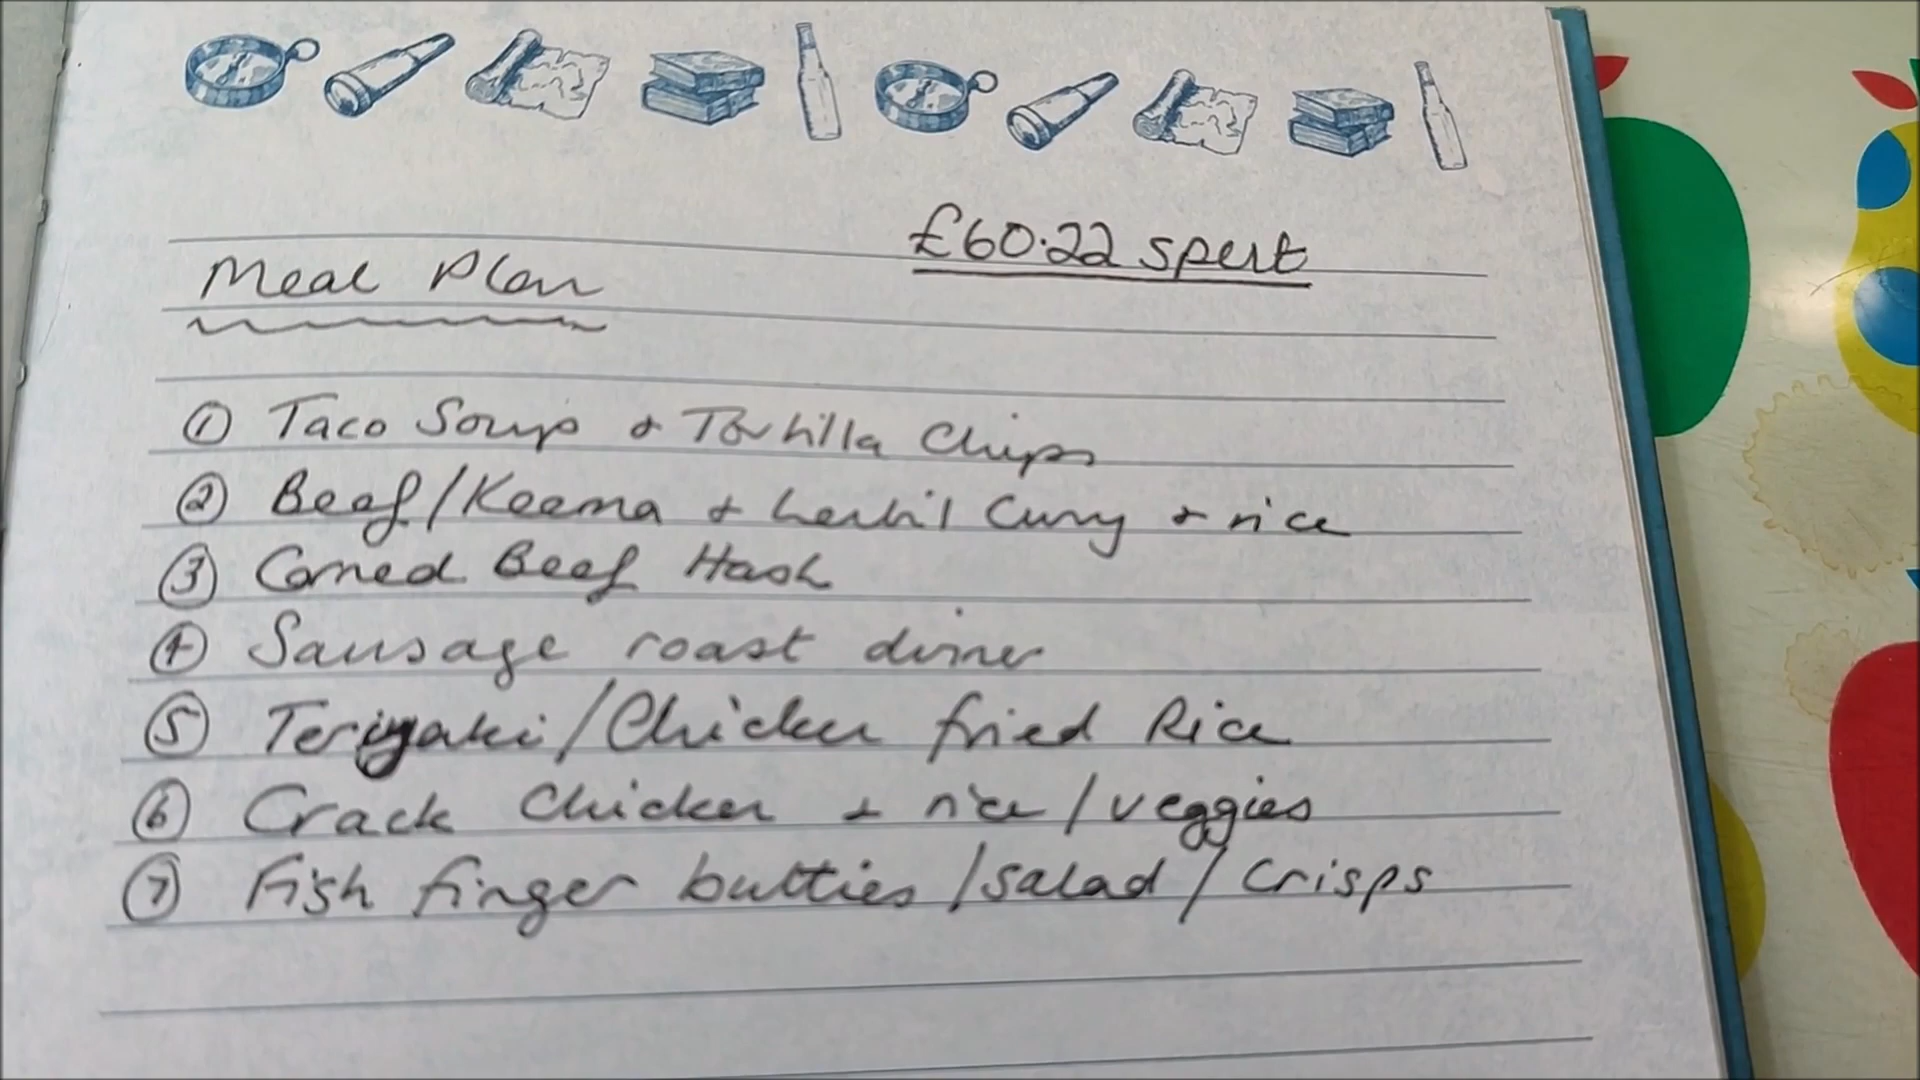 £60.22 spent
Meal Plan
① Taco Soup & Tortilla Chips
② Beef/Keema & Lentil Curry & rice
③ Corned Beef Hash
④ Sausage roast dinner
⑤ Teriyaki/Chicken fried Rice
⑥ Crack Chicken & rice/veggies
⑦ Fish finger butties/salad/crisps